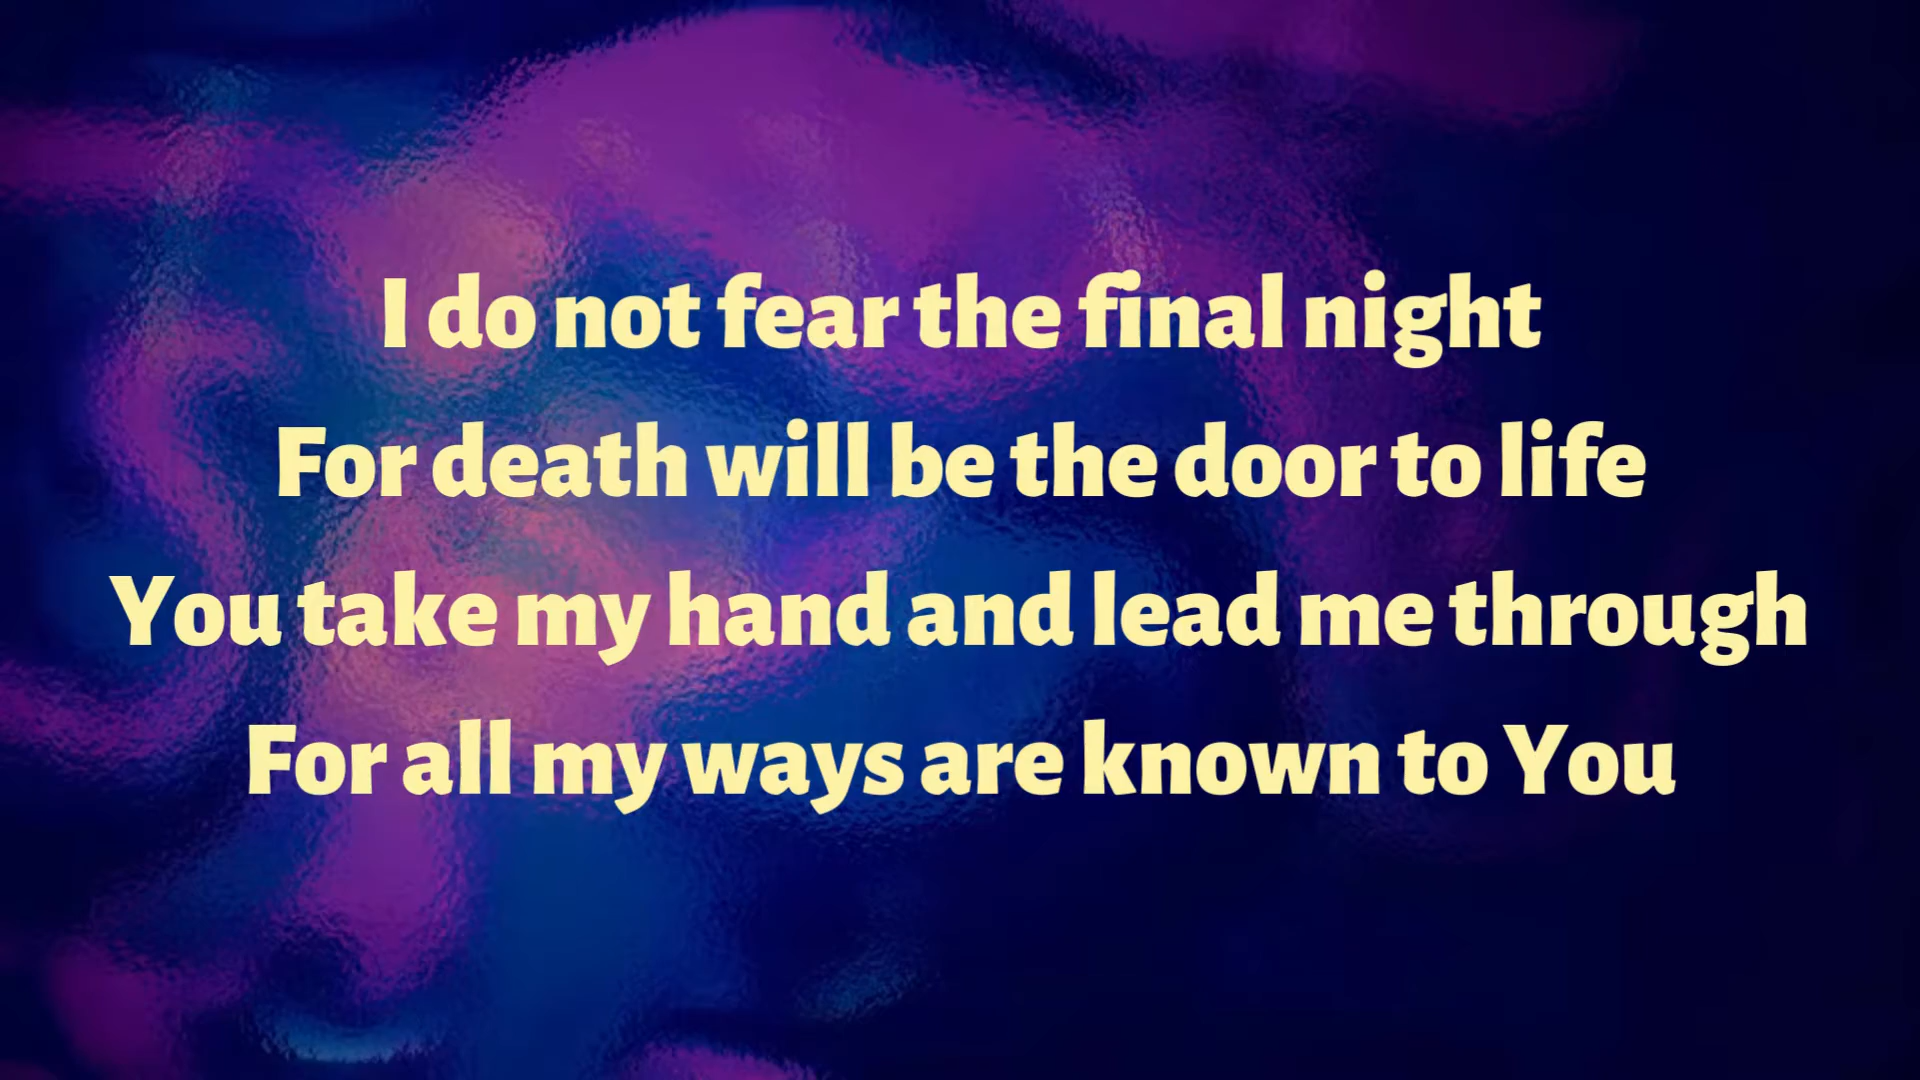 I do not fear the final night
For death will be the door to life
You take my hand and lead me through
For all my ways are known to You